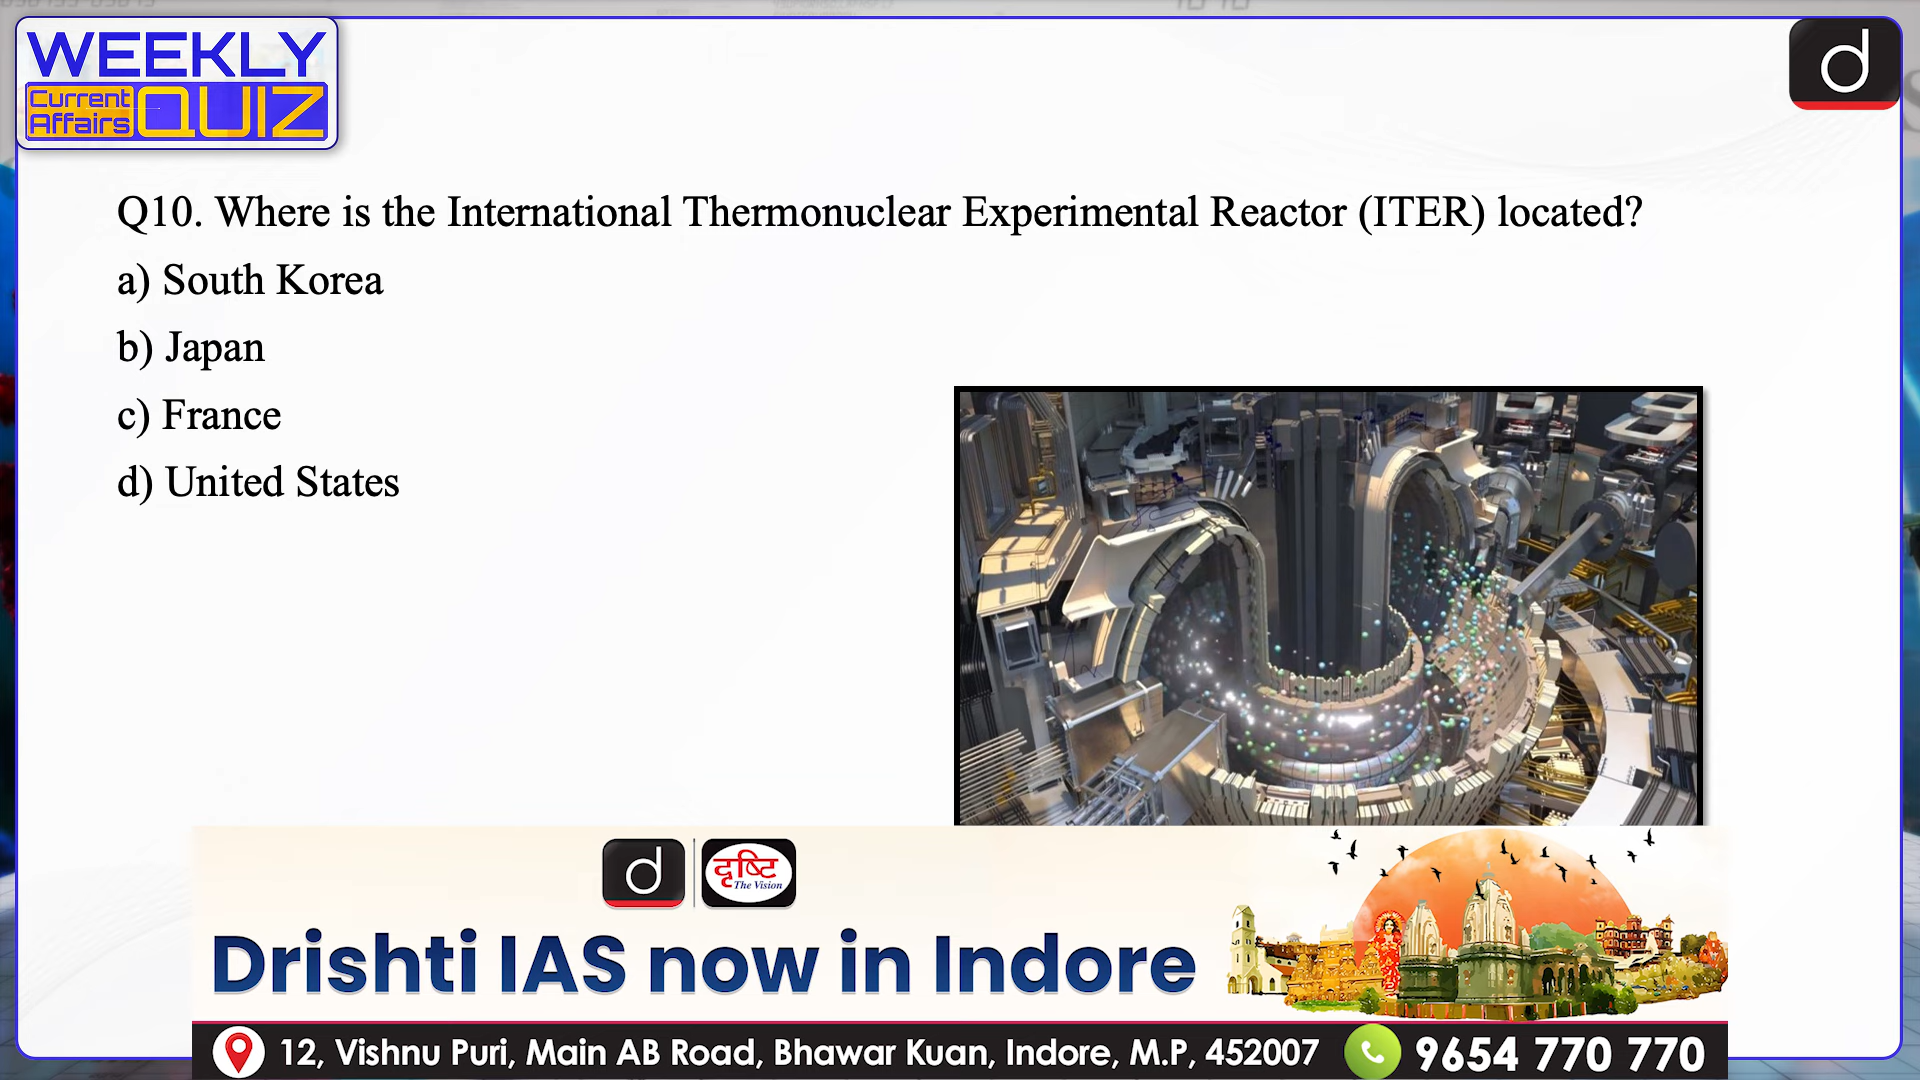 WEEKLY
Current
Affairs
QUIZ
d
Q10. Where is the International Thermonuclear Experimental Reactor (ITER) located?
a) South Korea
b) Japan
c) France
d) United States
d
दृष्टि
The Vision
Drishti IAS now in Indore
12, Vishnu Puri, Main AB Road, Bhawar Kuan, Indore, M.P, 452007
9654 770 770